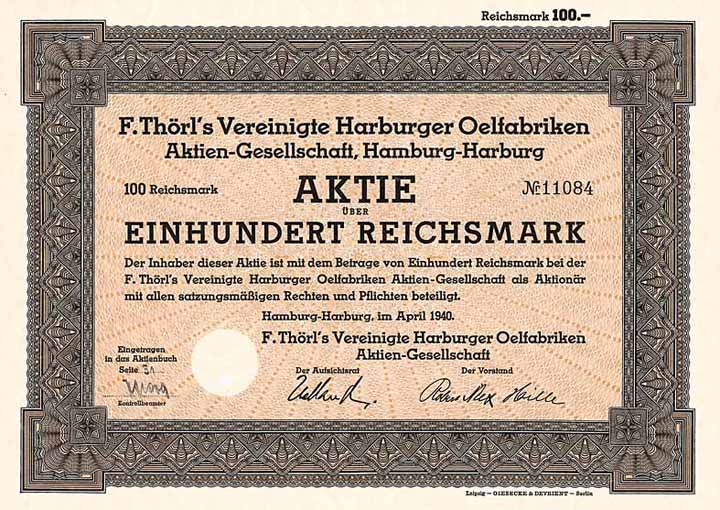 Reichsmark 100.–
F. Thörl's Vereinigte Harburger Oelfabriken
Aktien-Gesellschaft, Hamburg-Harburg
100 Reichsmark AKTIE №11084
ÜBER
EINHUNDERT REICHSMARK
Der Inhaber dieser Aktie ist mit dem Betrage von Einhundert Reichsmark bei der
F. Thörl's Vereinigte Harburger Oelfabriken Aktien-Gesellschaft als Aktionär
mit allen satzungsmäßigen Rechten und Pflichten beteiligt.
Hamburg-Harburg, im April 1940.
F. Thörl's Vereinigte Harburger Oelfabriken
Aktien-Gesellschaft
Eingetragen
in das Aktienbuch
Seite 31
Kontrollbeamter
Der Aufsichtsrat
Der Vorstand
Leipzig — GIESECKE & DEVRIENT — Berlin